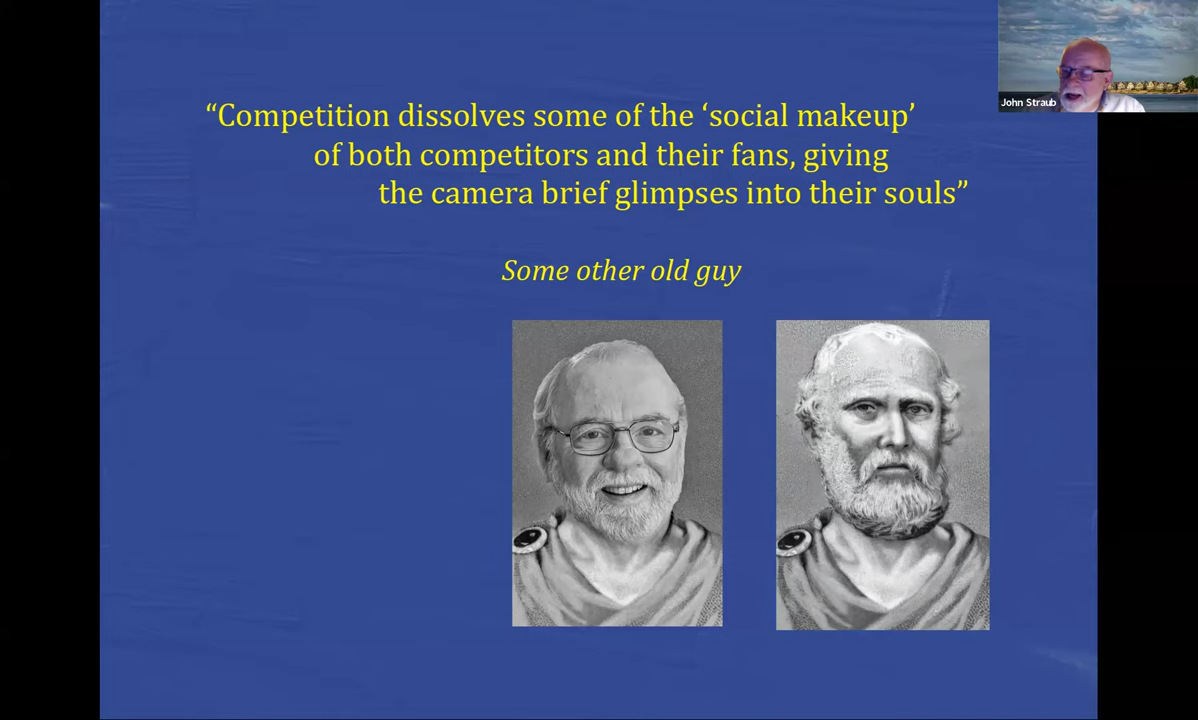 “Competition dissolves some of the ‘social makeup’
of both competitors and their fans, giving
the camera brief glimpses into their souls”
Some other old guy
John Straub